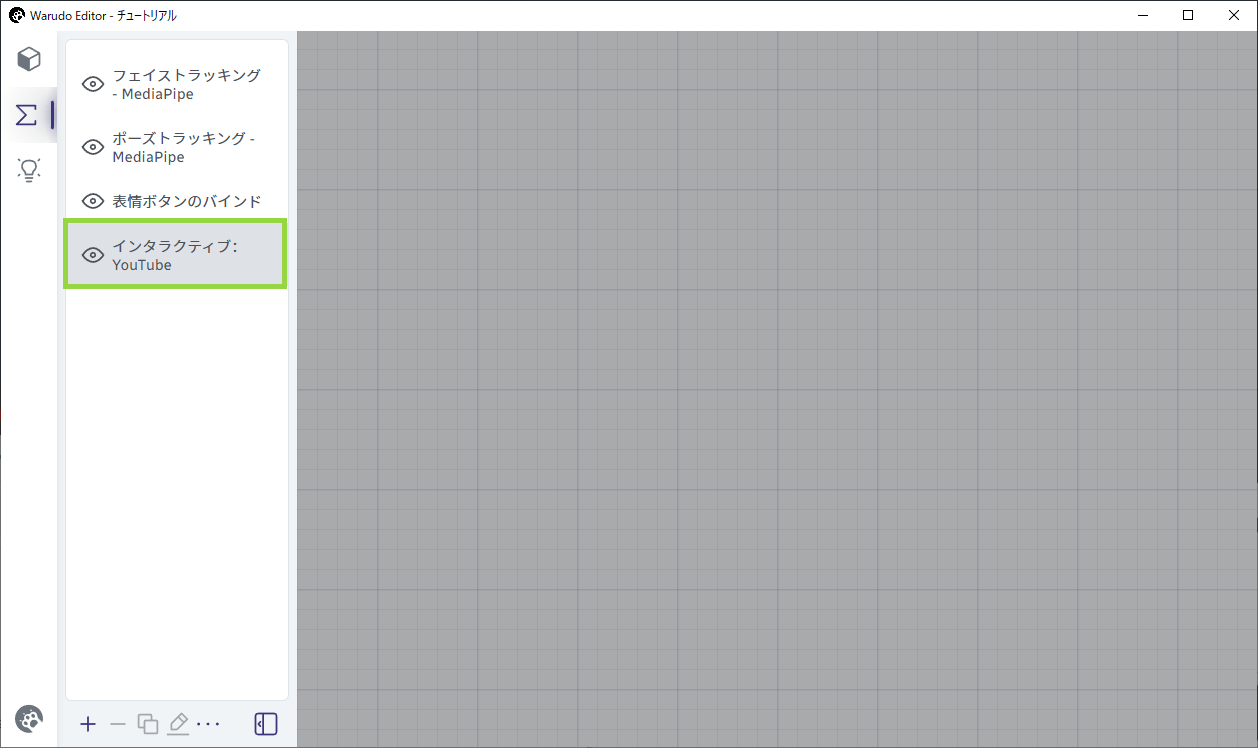 Warudo Editor - チュートリアル
フェイストラッキング
- MediaPipe
ポーズトラッキング -
MediaPipe
表情ボタンのバインド
インタラクティブ：
YouTube